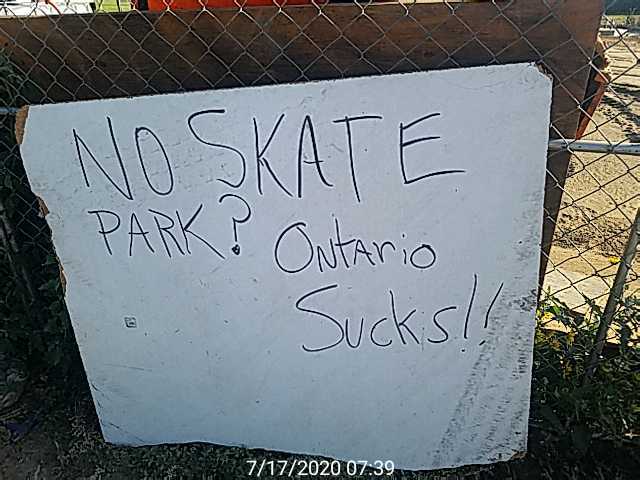 NO SKATE
PARK? ONtario
Sucks!!
7/17/2020 07:39